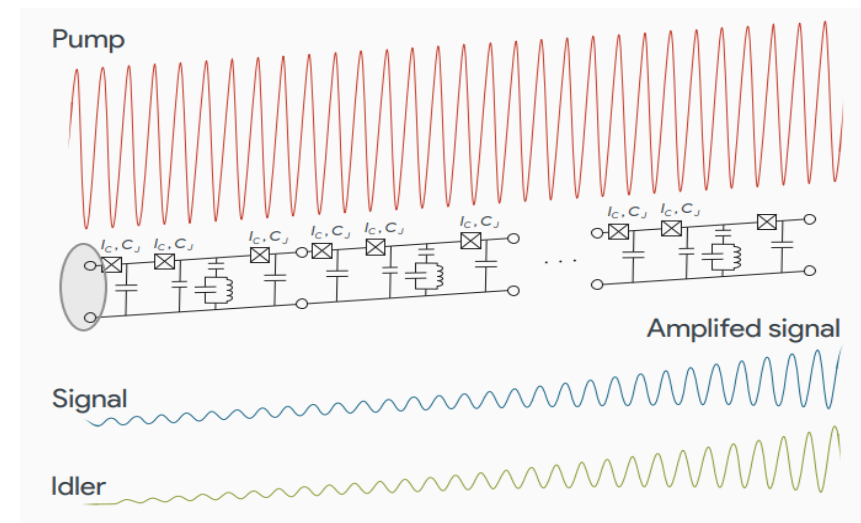 Pump
I_C, C_J I_C, C_J I_C, C_J I_C, C_J I_C, C_J I_C, C_J I_C, C_J I_C, C_J
. . .
Amplifed signal
Signal
Idler